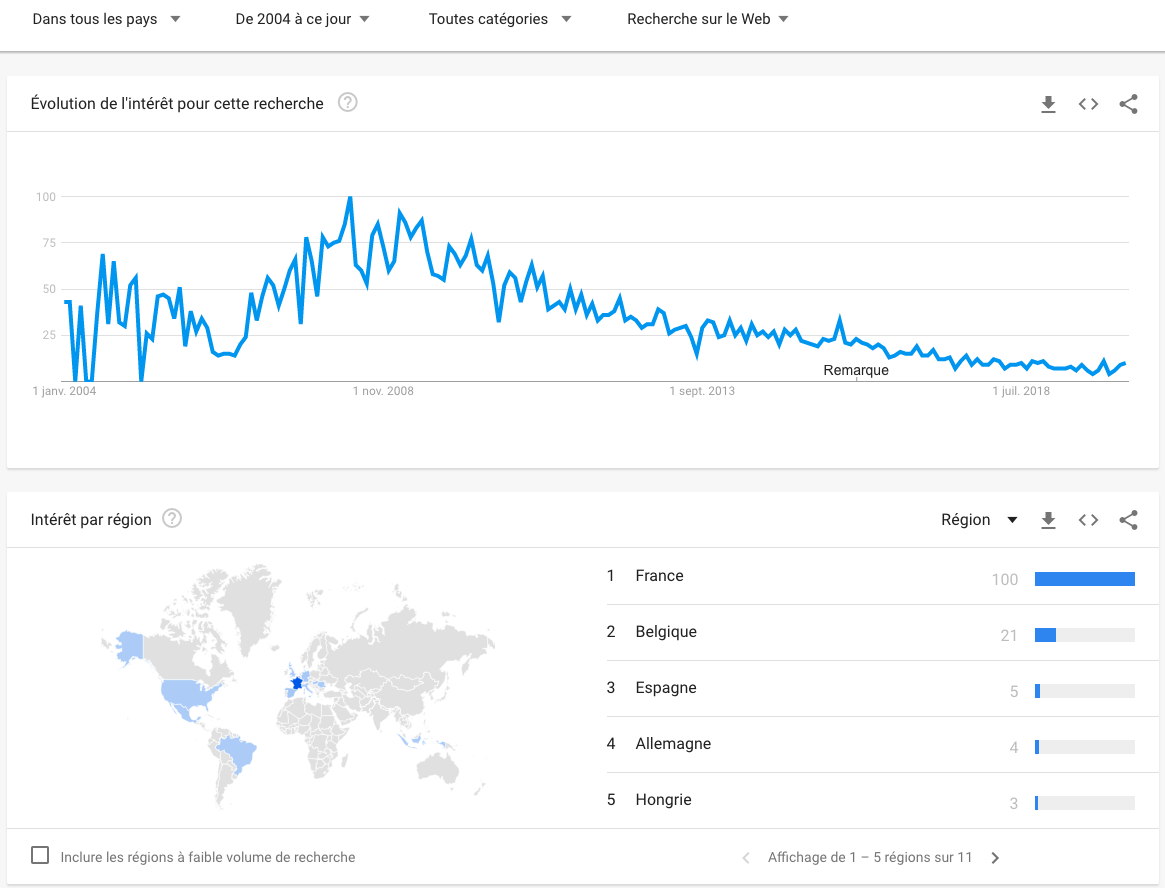 Dans tous les pays De 2004 à ce jour Toutes catégories Recherche sur le Web
Évolution de l'intérêt pour cette recherche ?
100
75
50
25
Remarque
1 janv. 2004 1 nov. 2008 1 sept. 2013 1 juil. 2018
Intérêt par région ? Région
1 France 100
2 Belgique 21
3 Espagne 5
4 Allemagne 4
5 Hongrie 3
Inclure les régions à faible volume de recherche Affichage de 1 – 5 régions sur 11